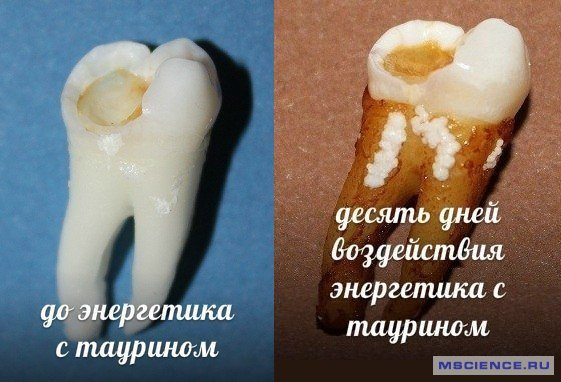 до энергетика
с таурином
десять дней
воздействия
энергетика с
таурином
MSCIENCE.RU